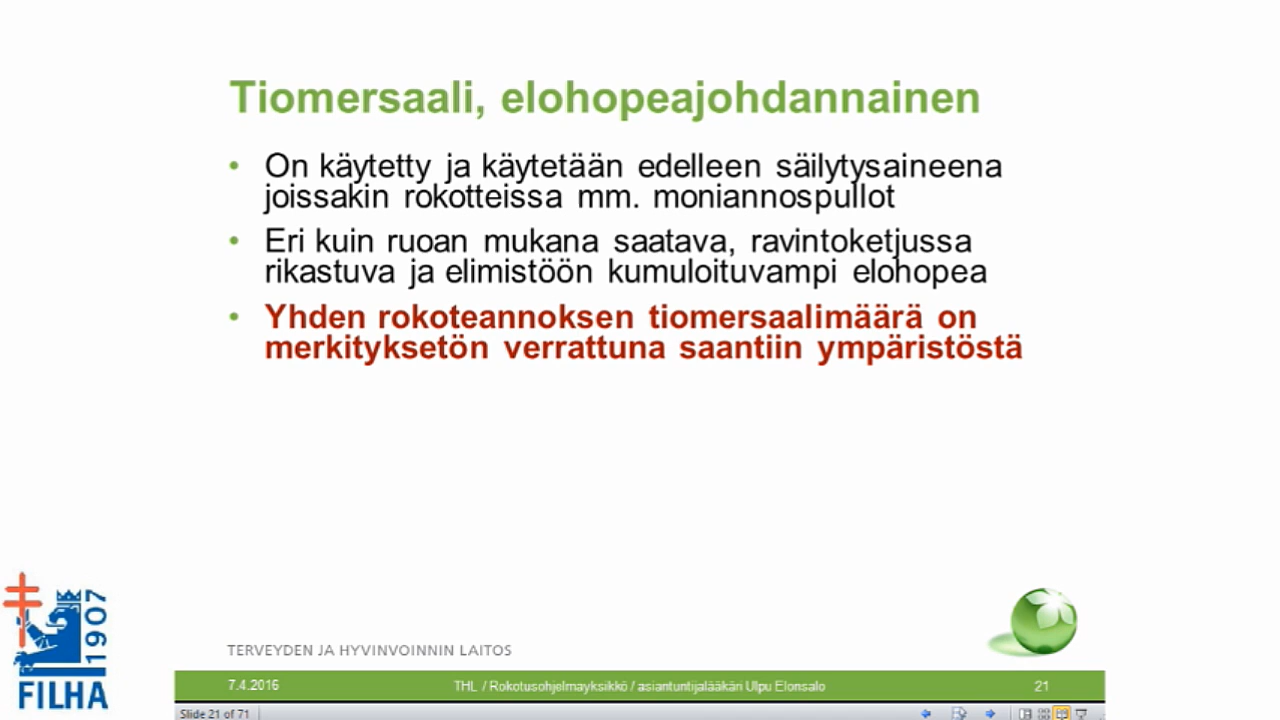 Tiomersaali, elohopeajohdannainen
• On käytetty ja käytetään edelleen säilytysaineena
joissakin rokotteissa mm. moniannospullot
• Eri kuin ruoan mukana saatava, ravintoketjussa
rikastuva ja elimistöön kumuloituvampi elohopea
• Yhden rokoteannoksen tiomersaalimäärä on
merkityksetön verrattuna saantiin ympäristöstä
1907
FILHA
TERVEYDEN JA HYVINVOINNIN LAITOS
7.4.2016
THL / Rokotusohjelmayksikkö / asiantuntijalääkäri Ulpu Elonsalo
21
Slide 21 of 71